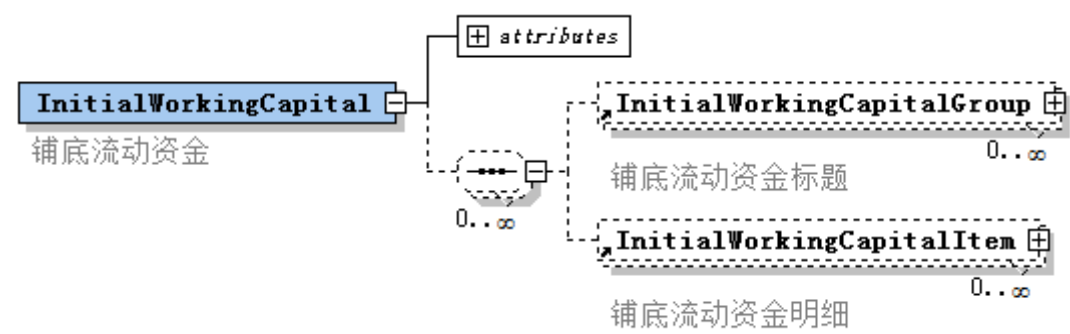 attributes
InitialWorkingCapital
铺底流动资金
InitialWorkingCapitalGroup
0..∞
铺底流动资金标题
0..∞
InitialWorkingCapitalItem
0..∞
铺底流动资金明细